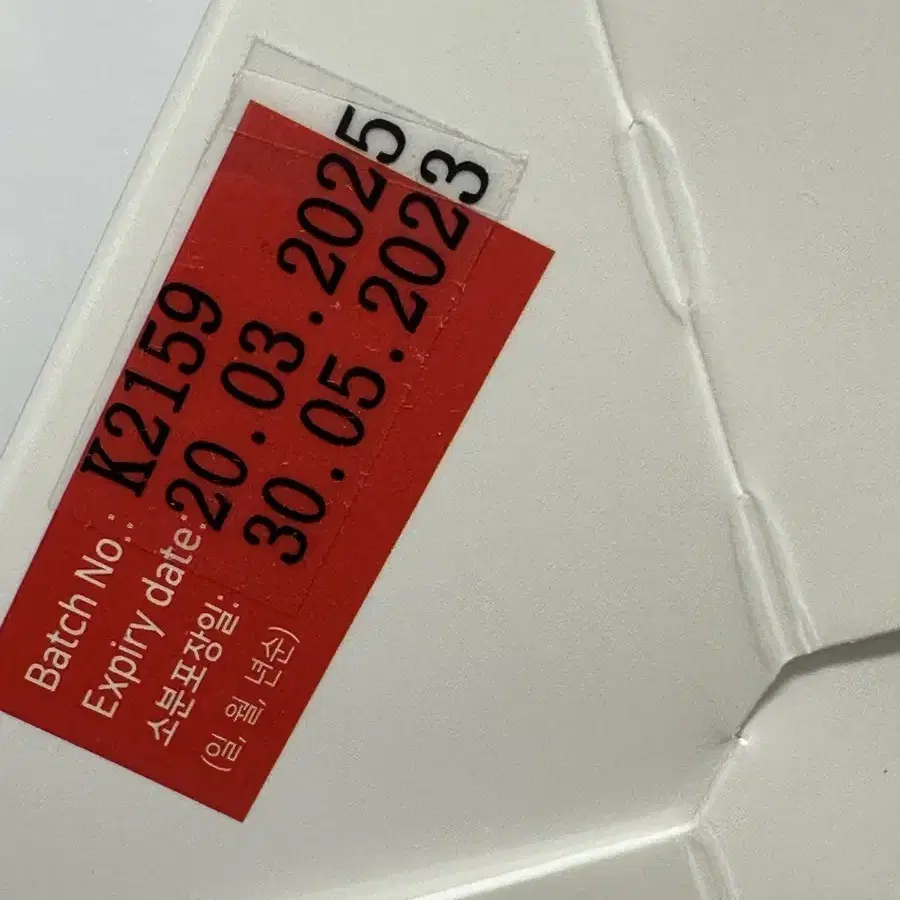 Batch No.: K2159
Expiry date: 20.03.2025
소분포장일: 30.05.2023
(일, 월, 년순)